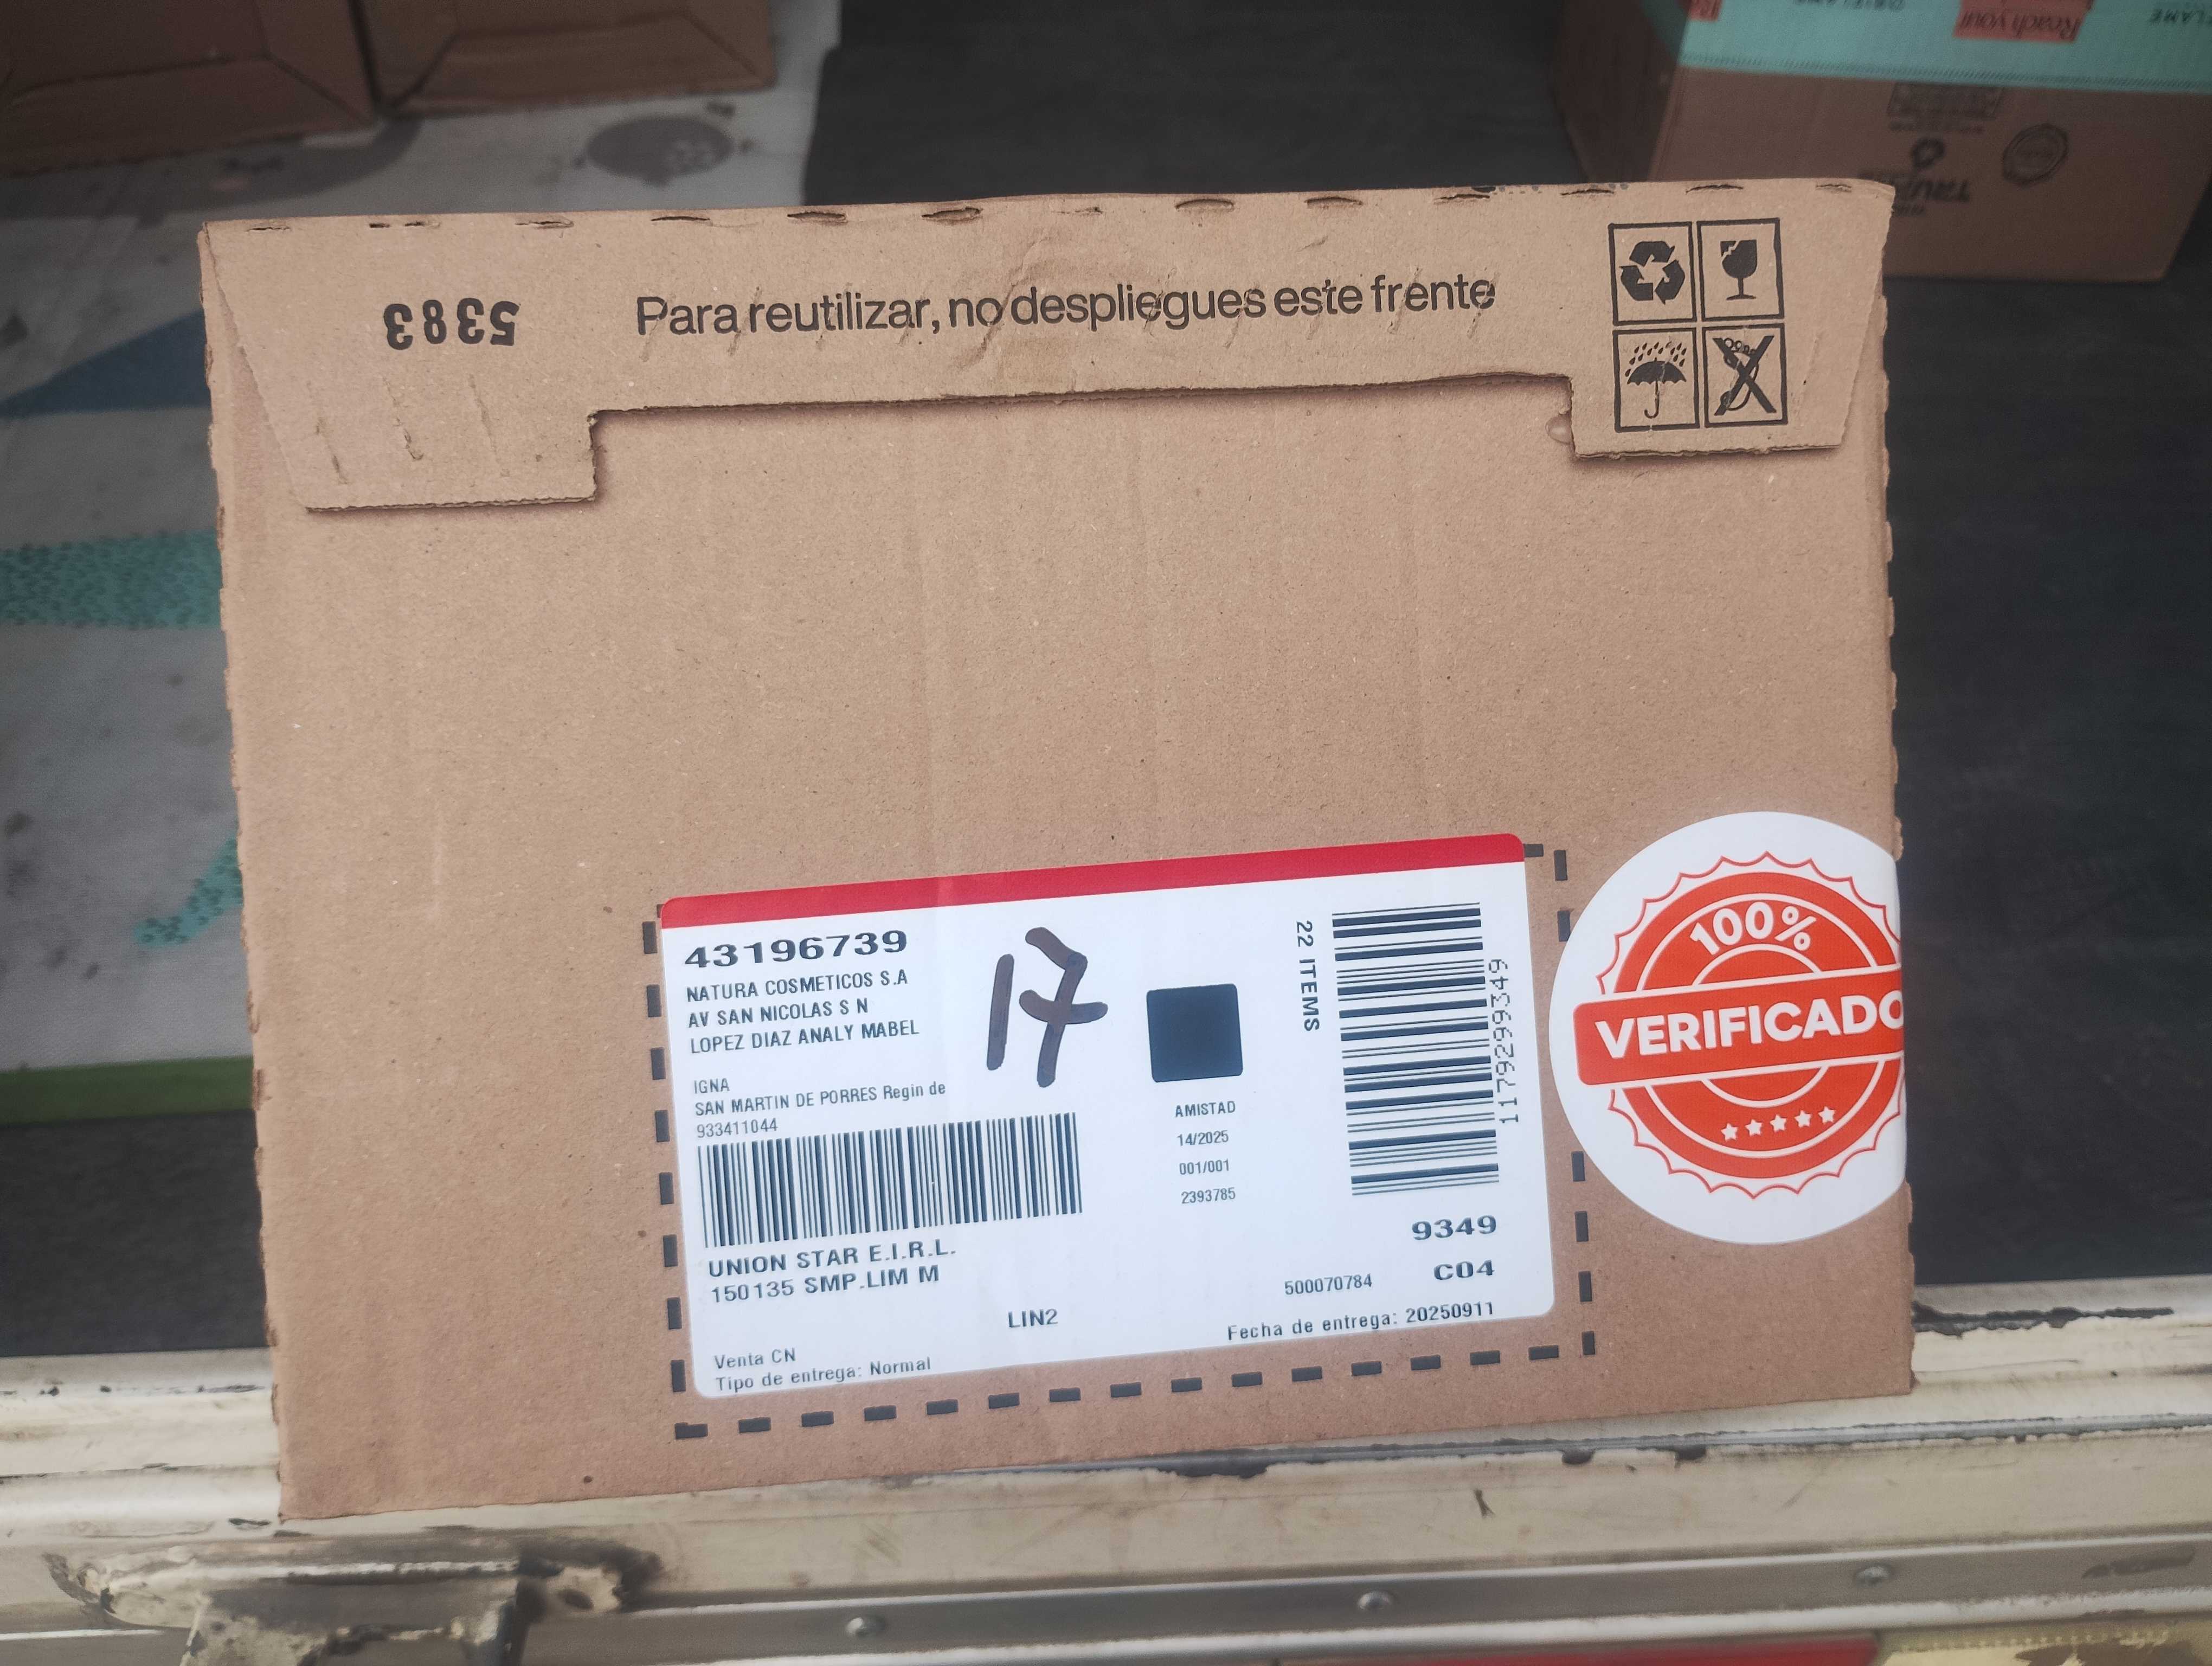 5383
Para reutilizar, no despliegues este frente
43196739
NATURA COSMETICOS S.A
AV SAN NICOLAS S N
LOPEZ DIAZ ANALY MABEL
IGNA
SAN MARTIN DE PORRES Regin de
933411044
17
UNION STAR E.I.R.L.
150135 SMP.LIM M
LIN2
Venta CN
Tipo de entrega: Normal
AMISTAD
14/2025
001/001
2393785
22 ITEMS
1179299349
9349
500070784
C04
Fecha de entrega: 20250911
100%
VERIFICADO
Reach your